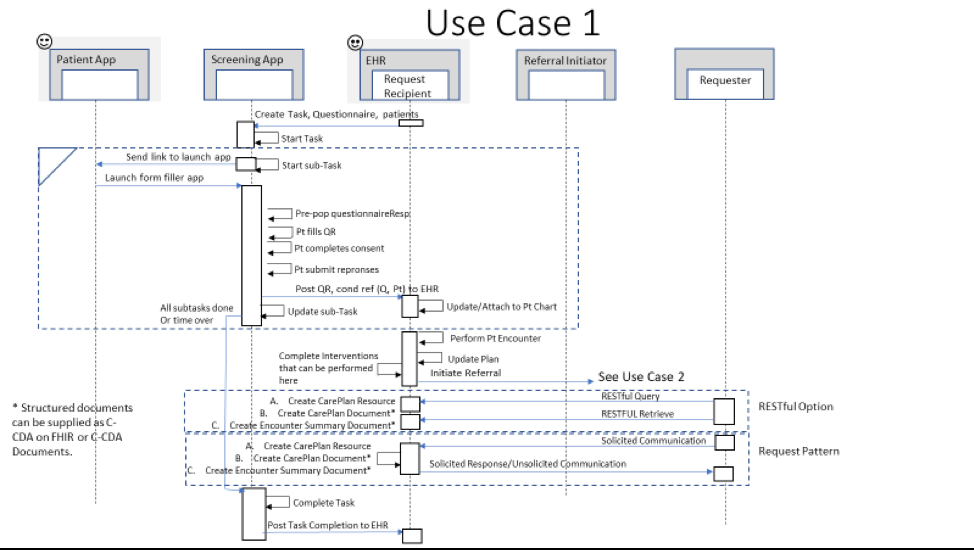 Use Case 1
Patient App
Screening App
EHR
Request
Recipient
Referral Initiator
Requester
Create Task, Questionnaire, patients
Start Task
Send link to launch app
Start sub-Task
Launch form filler app
Pre-pop questionnaireResp
Pt fills QR
Pt completes consent
Pt submit repronses
Post QR, cond ref (Q, Pt) to EHR
All subtasks done
Or time over
Update sub-Task
Update/Attach to Pt Chart
Perform Pt Encounter
Complete Interventions
that can be performed
here
Update Plan
Initiate Referral
See Use Case 2
* Structured documents
can be supplied as C-
CDA on FHIR or C-CDA
Documents.
A. Create CarePlan Resource
B. Create CarePlan Document*
C. Create Encounter Summary Document*
RESTful Query
RESTFUL Retrieve
RESTful Option
A. Create CarePlan Resource
B. Create CarePlan Document*
C. Create Encounter Summary Document*
Solicited Communication
Solicited Response/Unsolicited Communication
Request Pattern
Complete Task
Post Task Completion to EHR